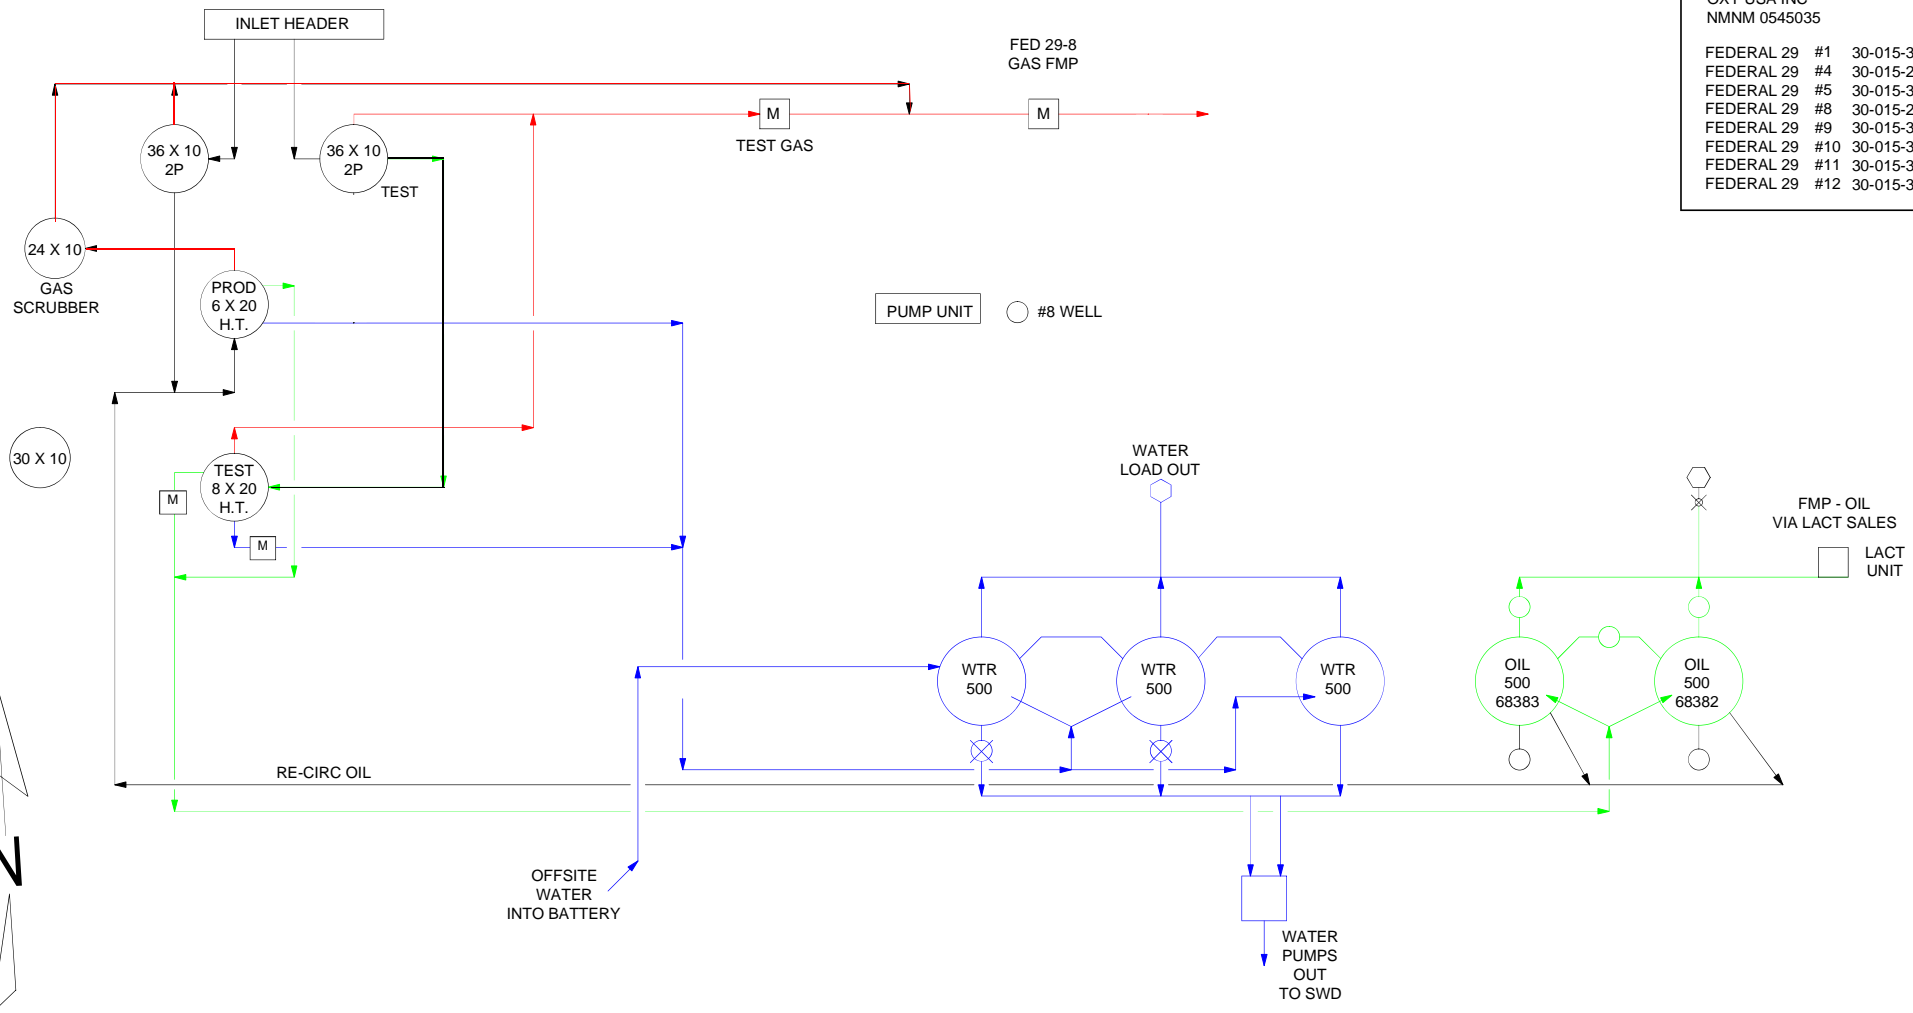 INLET HEADER
FED 29-8
GAS FMP
NMNM 0545035
FEDERAL 29 #1 30-015-3
FEDERAL 29 #4 30-015-2
FEDERAL 29 #5 30-015-3
FEDERAL 29 #8 30-015-2
FEDERAL 29 #9 30-015-3
FEDERAL 29 #10 30-015-3
FEDERAL 29 #11 30-015-3
FEDERAL 29 #12 30-015-3
M
M
TEST GAS
36 X 10
2P
36 X 10
2P
TEST
24 X 10
GAS
SCRUBBER
PROD
6 X 20
H.T.
PUMP UNIT
#8 WELL
30 X 10
TEST
8 X 20
H.T.
M
M
WATER
LOAD OUT
FMP - OIL
VIA LACT SALES
LACT
UNIT
WTR
500
WTR
500
WTR
500
OIL
500
68383
OIL
500
68382
RE-CIRC OIL
OFFSITE
WATER
INTO BATTERY
WATER
PUMPS
OUT
TO SWD